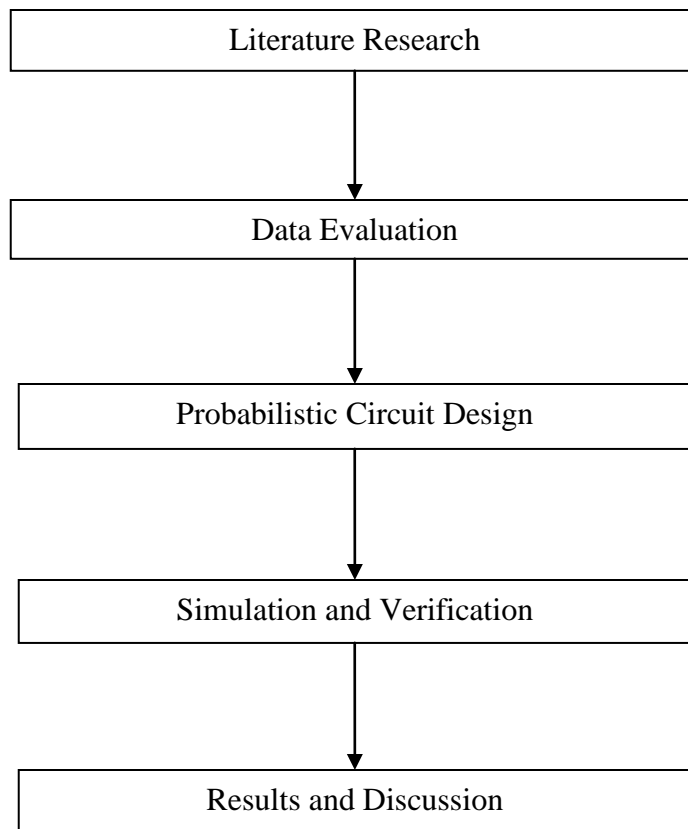 Literature Research
Data Evaluation
Probabilistic Circuit Design
Simulation and Verification
Results and Discussion